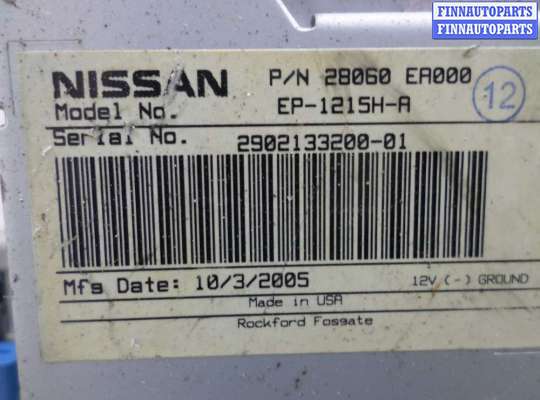 FINNAUTOPARTS
FINNAUTOPARTS
NISSAN P/N 28060 EA000
Model No. EP-1215H-A
12
Serial No. 2902133200-01
Mfg Date: 10/3/2005 12V (-) GROUND
Made in USA
Rockford Fosgate